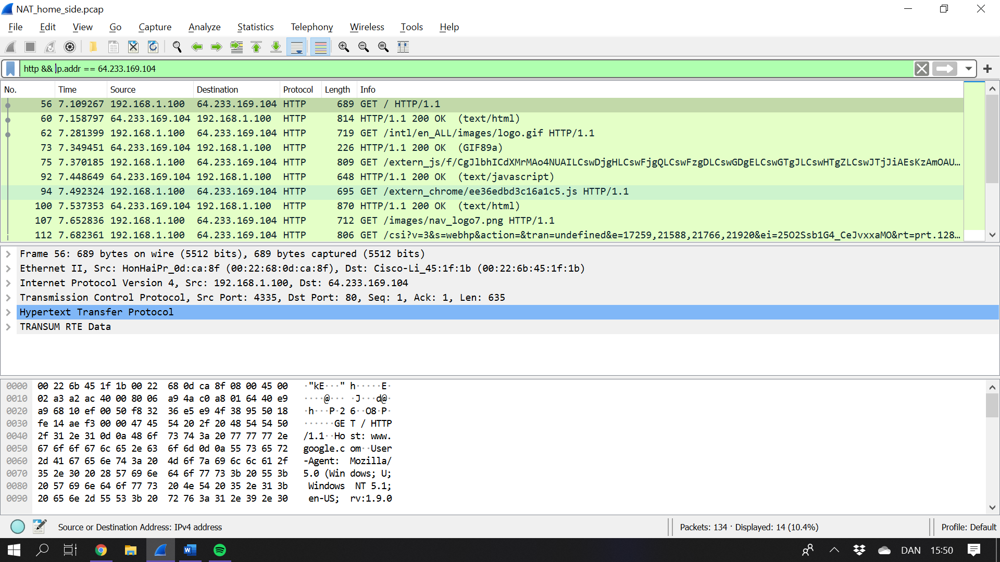 NAT_home_side.pcap
File Edit View Go Capture Analyze Statistics Telephony Wireless Tools Help
http && ip.addr == 64.233.169.104
No. Time Source Destination Protocol Length Info
56 7.109267 192.168.1.100 64.233.169.104 HTTP 689 GET / HTTP/1.1
60 7.158797 64.233.169.104 192.168.1.100 HTTP 814 HTTP/1.1 200 OK (text/html)
62 7.281399 192.168.1.100 64.233.169.104 HTTP 719 GET /intl/en_ALL/images/logo.gif HTTP/1.1
73 7.349451 64.233.169.104 192.168.1.100 HTTP 226 HTTP/1.1 200 OK (GIF89a)
75 7.370185 192.168.1.100 64.233.169.104 HTTP 809 GET /extern_js/f/CgJlbhICdXMrMAo4NUAILCswDjgHLCswFjgQLCswFzgDLCswGDgELCswGTgJLCswHTgZLCswJTjJiAEsKzAmOAU...
92 7.448649 64.233.169.104 192.168.1.100 HTTP 648 HTTP/1.1 200 OK (text/javascript)
94 7.492324 192.168.1.100 64.233.169.104 HTTP 695 GET /extern_chrome/ee36edbd3c16a1c5.js HTTP/1.1
100 7.537353 64.233.169.104 192.168.1.100 HTTP 870 HTTP/1.1 200 OK (text/html)
107 7.652836 192.168.1.100 64.233.169.104 HTTP 712 GET /images/nav_logo7.png HTTP/1.1
112 7.682361 192.168.1.100 64.233.169.104 HTTP 806 GET /csi?v=3&s=webhp&action=&tran=undefined&e=17259,21588,21766,21920&ei=25O2Ssb1G4_CeJvxxaMO&rt=prt.128...
Frame 56: 689 bytes on wire (5512 bits), 689 bytes captured (5512 bits)
Ethernet II, Src: HonHaiPr_0d:ca:8f (00:22:68:0d:ca:8f), Dst: Cisco-Li_45:1f:1b (00:22:6b:45:1f:1b)
Internet Protocol Version 4, Src: 192.168.1.100, Dst: 64.233.169.104
Transmission Control Protocol, Src Port: 4335, Dst Port: 80, Seq: 1, Ack: 1, Len: 635
Hypertext Transfer Protocol
TRANSUM RTE Data
0000 00 22 6b 45 1f 1b 00 22 68 0d ca 8f 08 00 45 00 ·"kE···" h·····E·
0010 02 a3 a2 ac 40 00 80 06 a9 4a c0 a8 01 64 40 e9 ····@··· ·J···d@·
0020 a9 68 10 ef 00 50 f8 32 36 e5 e9 4f 38 95 50 18 ·h···P·2 6··O8·P·
0030 fe 14 ae f3 00 00 47 45 54 20 2f 20 48 54 54 50 ······GE T / HTTP
0040 2f 31 2e 31 0d 0a 48 6f 73 74 3a 20 77 77 77 2e /1.1··Ho st: www.
0050 67 6f 6f 67 6c 65 2e 63 6f 6d 0d 0a 55 73 65 72 google.c om··User
0060 2d 41 67 65 6e 74 3a 20 4d 6f 7a 69 6c 6c 61 2f -Agent: Mozilla/
0070 35 2e 30 20 28 57 69 6e 64 6f 77 73 3b 20 55 3b 5.0 (Win dows; U;
0080 20 57 69 6e 64 6f 77 73 20 4e 54 20 35 2e 31 3b Windows NT 5.1;
0090 20 65 6e 2d 55 53 3b 20 72 76 3a 31 2e 39 2e 30 en-US; rv:1.9.0
Source or Destination Address: IPv4 address Packets: 134 · Displayed: 14 (10.4%) Profile: Default
DAN 15:50